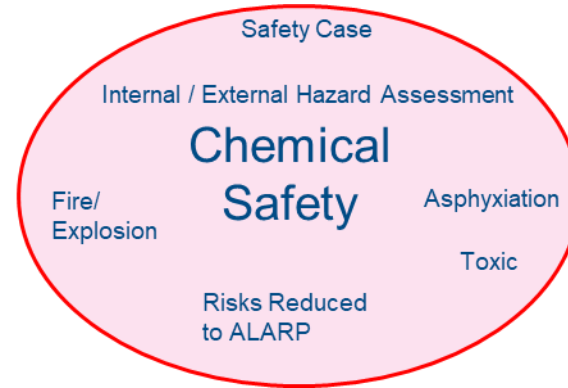 Safety Case
Internal / External Hazard Assessment
Chemical
Safety
Fire/
Explosion
Asphyxiation
Toxic
Risks Reduced
to ALARP